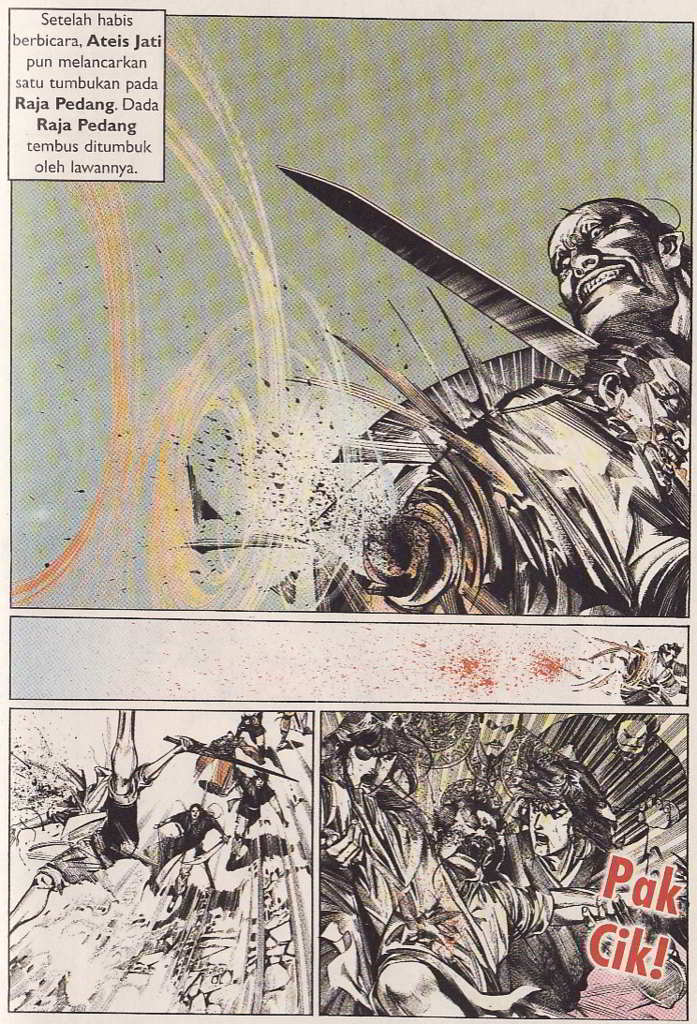 Setelah habis
berbicara, Ateis Jati
pun melancarkan
satu tumbukan pada
Raja Pedang. Dada
Raja Pedang
tembus ditumbuk
oleh lawannya.
Pak
Cik!